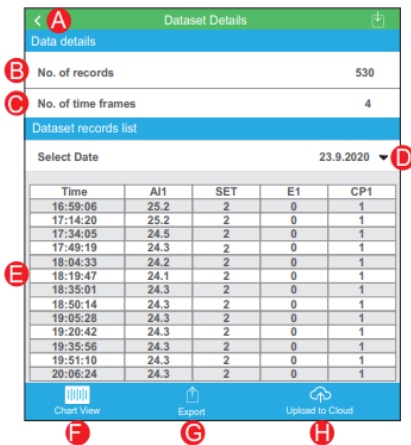 A Dataset Details
Data details
B No. of records 530
C No. of time frames 4
Dataset records list
Select Date 23.9.2020 D
Time AI1 SET E1 CP1
16:59:06 25.2 2 0 1
17:14:20 25.2 2 0 1
17:34:05 24.5 2 0 1
17:49:19 24.3 2 0 1
18:04:33 24.2 2 0 1
E 18:19:47 24.1 2 0 1
18:35:01 24.3 2 0 1
18:50:14 24.3 2 0 1
19:05:28 24.3 2 0 1
19:20:42 24.3 2 0 1
19:35:56 24.3 2 0 1
19:51:10 24.3 2 0 1
20:06:24 24.3 2 0 1
Chart View Export Upload to Cloud
F G H